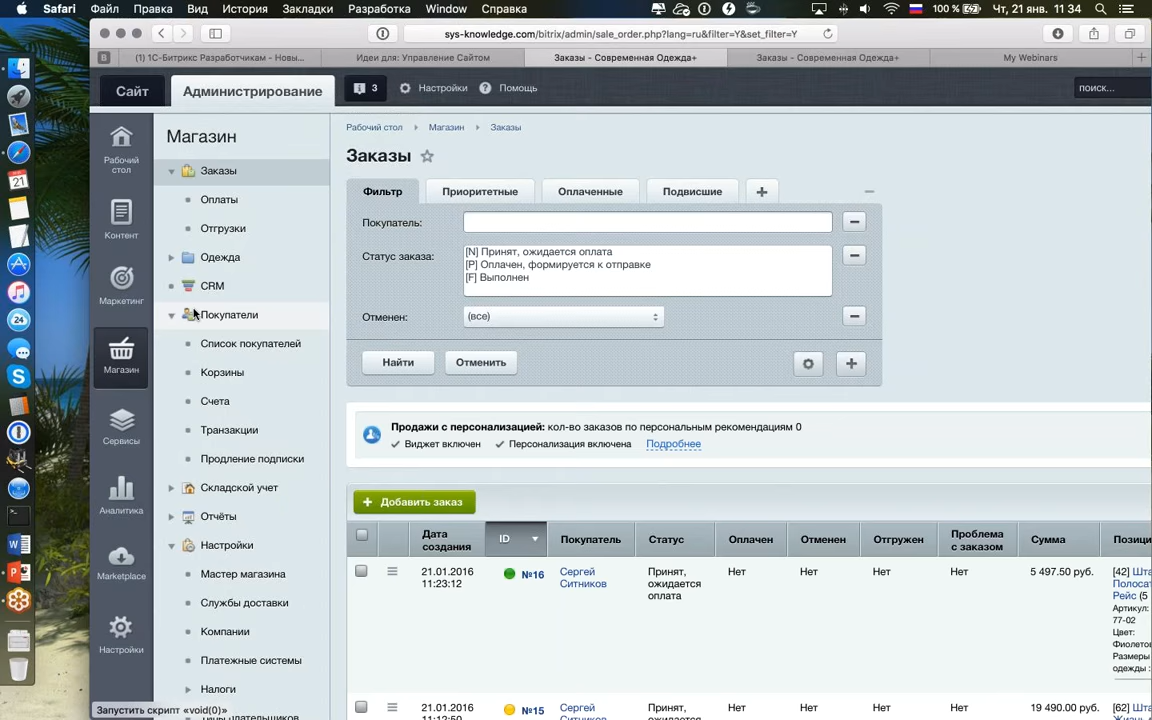 Safari Файл Правка Вид История Закладки Разработка Window Справка 100 % Чт, 21 янв. 11 34
sys-knowledge.com/bitrix/admin/sale_order.php?lang=ru&filter=Y&set_filter=Y
B (1) 1С-Битрикс Разработчикам - Новы... Идеи для: Управление Сайтом Заказы - Современная Одежда+ Заказы - Современная Одежда+ My Webinars
Сайт Администрирование 3 Настройки Помощь поиск...
Рабочий стол
Контент
Маркетинг
Магазин
Сервисы
Аналитика
Marketplace
Настройки
Магазин
Заказы
Оплаты
Отгрузки
Одежда
CRM
Покупатели
Список покупателей
Корзины
Счета
Транзакции
Продление подписки
Складской учет
Отчёты
Настройки
Мастер магазина
Службы доставки
Компании
Платежные системы
Налоги
Типы плательщиков
Запустить скрипт «void(0)»
Рабочий стол Магазин Заказы
Заказы
Фильтр Приоритетные Оплаченные Подвисшие +
Покупатель:
Статус заказа: [N] Принят, ожидается оплата
[P] Оплачен, формируется к отправке
[F] Выполнен
Отменен: (все)
Найти Отменить
Продажи с персонализацией: кол-во заказов по персональным рекомендациям 0
Виджет включен Персонализация включена Подробнее
+ Добавить заказ
Дата создания ID Покупатель Статус Оплачен Отменен Отгружен Проблема с заказом Сумма Позици
21.01.2016 11:23:12 №16 Сергей Ситников Принят, ожидается оплата Нет Нет Нет Нет 5 497.50 руб. [42] Шта
Полосат
Рейс (5
Артикул:
77-02
Цвет:
Фиолето
Размеры
одежды :
21.01.2016 11:12:50 №15 Сергей Ситников Принят, ожидается Нет Нет Нет Нет 19 490.00 руб. [62] Шта